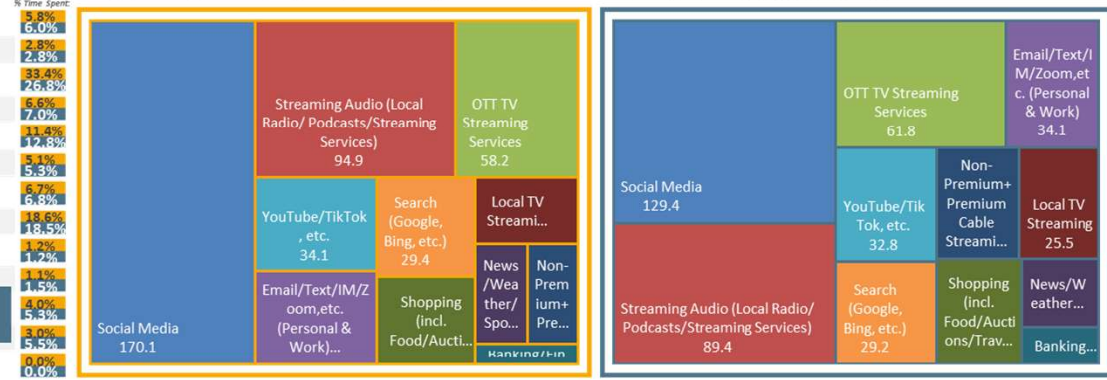 % Time Spent:
5.8%
6.0%
2.8%
2.8%
33.4%
26.8%
6.6%
7.0%
11.4%
12.8%
5.1%
5.3%
6.7%
6.8%
18.6%
18.5%
1.2%
1.2%
1.1%
1.5%
4.0%
5.3%
3.0%
5.5%
0.0%
0.0%
Social Media
170.1
Streaming Audio (Local
Radio/ Podcasts/Streaming
Services)
94.9
OTT TV
Streaming
Services
58.2
YouTube/TikTok
, etc.
34.1
Search
(Google,
Bing, etc.)
29.4
Local TV
Streami...
Email/Text/IM/Z
oom,etc.
(Personal &
Work)...
Shopping
(incl.
Food/Aucti...
News
/Wea
ther/
Spo...
Non-
Prem
ium+
Pre...
Banking/Fin
Social Media
129.4
Streaming Audio (Local Radio/
Podcasts/Streaming Services)
89.4
OTT TV Streaming
Services
61.8
Email/Text/I
M/Zoom,et
c. (Personal
& Work)
34.1
YouTube/Tik
Tok, etc.
32.8
Non-
Premium+
Premium
Cable
Streami...
Local TV
Streaming
25.5
Search
(Google,
Bing, etc.)
29.2
Shopping
(incl.
Food/Aucti
ons/Trav...
News/W
eather...
Banking...